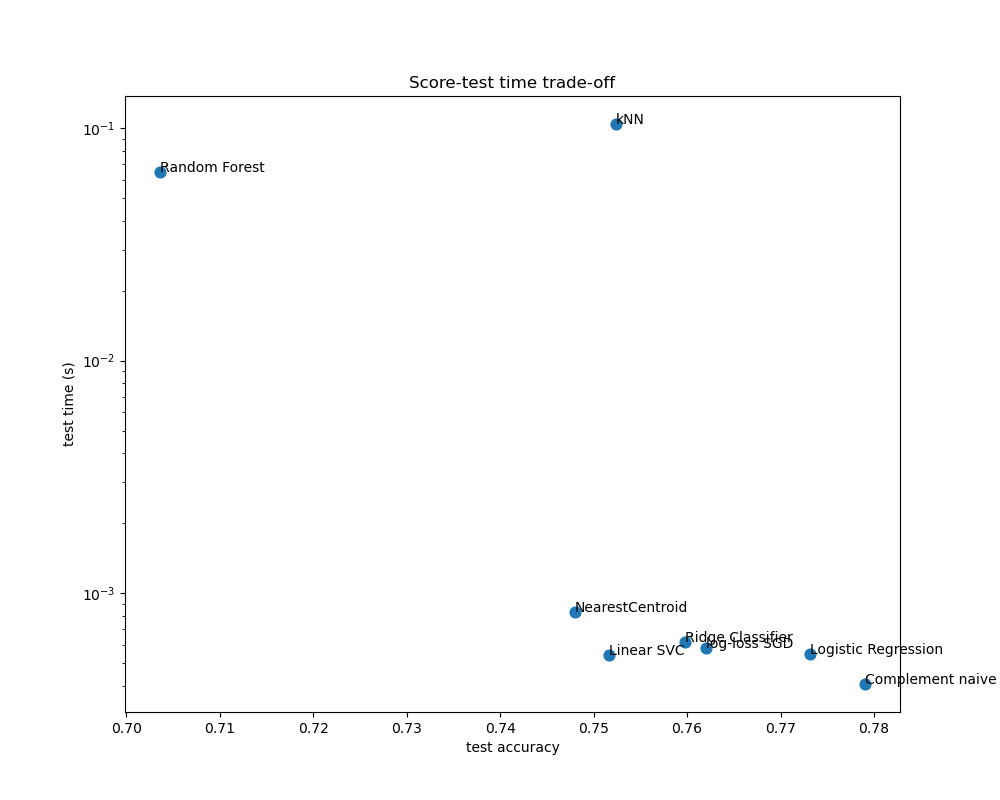 Score-test time trade-off
kNN
Random Forest
NearestCentroid
Ridge Classifier
log-loss SGD
Linear SVC
Logistic Regression
Complement naive
10⁻¹
10⁻²
10⁻³
test time (s)
0.70 0.71 0.72 0.73 0.74 0.75 0.76 0.77 0.78
test accuracy